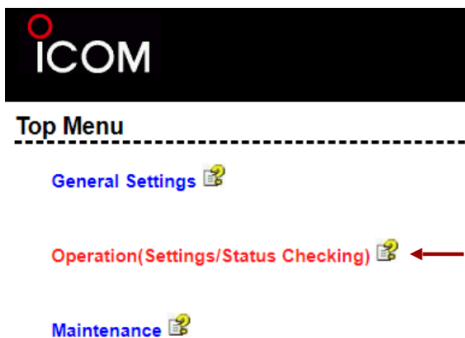 ICOM
Top Menu
General Settings
Operation(Settings/Status Checking)
Maintenance